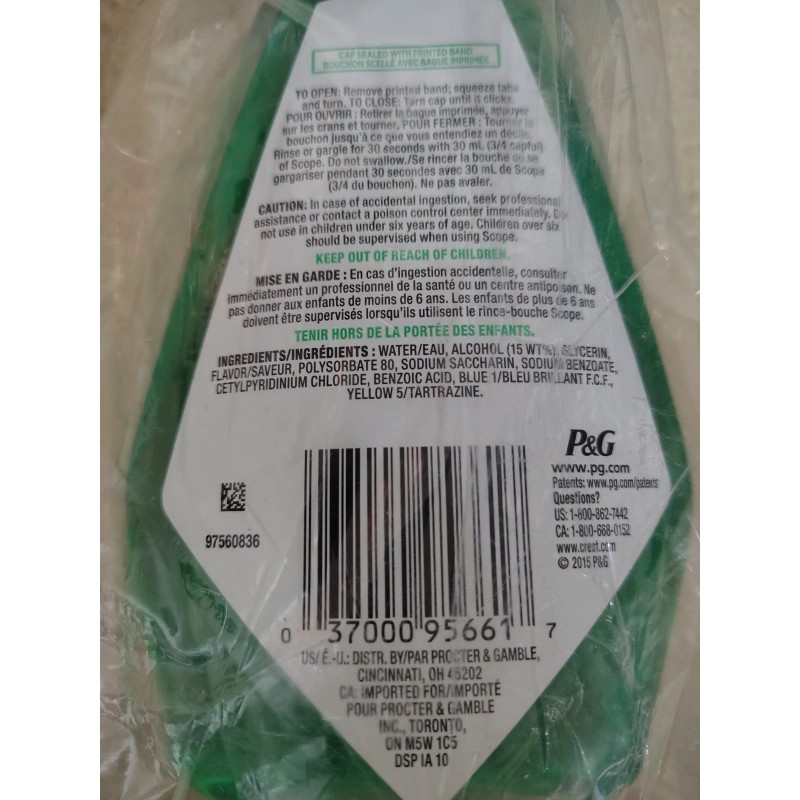 CAP SEALED WITH PRINTED BAND
BOUCHON SCELLÉ AVEC BAGUE IMPRIMÉE
TO OPEN: Remove printed band; squeeze tabs
and turn. TO CLOSE: Turn cap until it clicks.
POUR OUVRIR : Retirer la bague imprimée, appuyer
sur les crans et tourner. POUR FERMER : Tourner le
bouchon jusqu'à ce que vous entendiez un déclic.
Rinse or gargle for 30 seconds with 30 mL (3/4 capful)
of Scope. Do not swallow./Se rincer la bouche ou se
gargariser pendant 30 secondes avec 30 mL de Scope
(3/4 du bouchon). Ne pas avaler.
CAUTION: In case of accidental ingestion, seek professional
assistance or contact a poison control center immediately. Do
not use in children under six years of age. Children over six
should be supervised when using Scope.
KEEP OUT OF REACH OF CHILDREN.
MISE EN GARDE : En cas d'ingestion accidentelle, consulter
immédiatement un professionnel de la santé ou un centre antipoison. Ne
pas donner aux enfants de moins de 6 ans. Les enfants de plus de 6 ans
doivent être supervisés lorsqu'ils utilisent le rince-bouche Scope.
TENIR HORS DE LA PORTÉE DES ENFANTS.
INGREDIENTS/INGRÉDIENTS : WATER/EAU, ALCOHOL (15 WT%), GLYCERIN,
FLAVOR/SAVEUR, POLYSORBATE 80, SODIUM SACCHARIN, SODIUM BENZOATE,
CETYLPYRIDINIUM CHLORIDE, BENZOIC ACID, BLUE 1/BLEU BRILLANT F.C.F.,
YELLOW 5/TARTRAZINE.
P&G
www.pg.com
Patents: www.pg.com/patents
Questions?
US: 1-800-862-7442
CA: 1-800-668-0152
www.crest.com
© 2015 P&G
97560836
0 37000 95661 7
US/É.-U.: DISTR. BY/PAR PROCTER & GAMBLE,
CINCINNATI, OH 45202
CA: IMPORTED FOR/IMPORTÉ
POUR PROCTER & GAMBLE
INC., TORONTO,
ON M5W 1C5
DSP IA 10